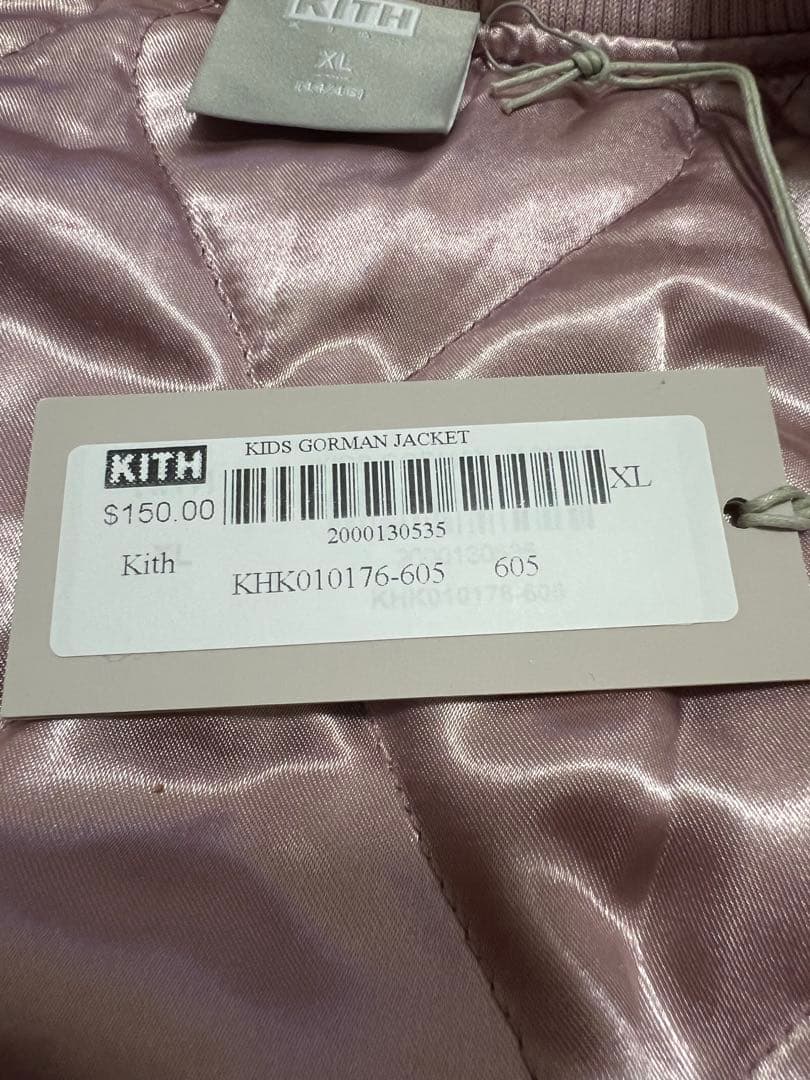 KITH
XL
KIDS GORMAN JACKET
KITH
$150.00
XL
2000130535
Kith
KHK010176-605 605